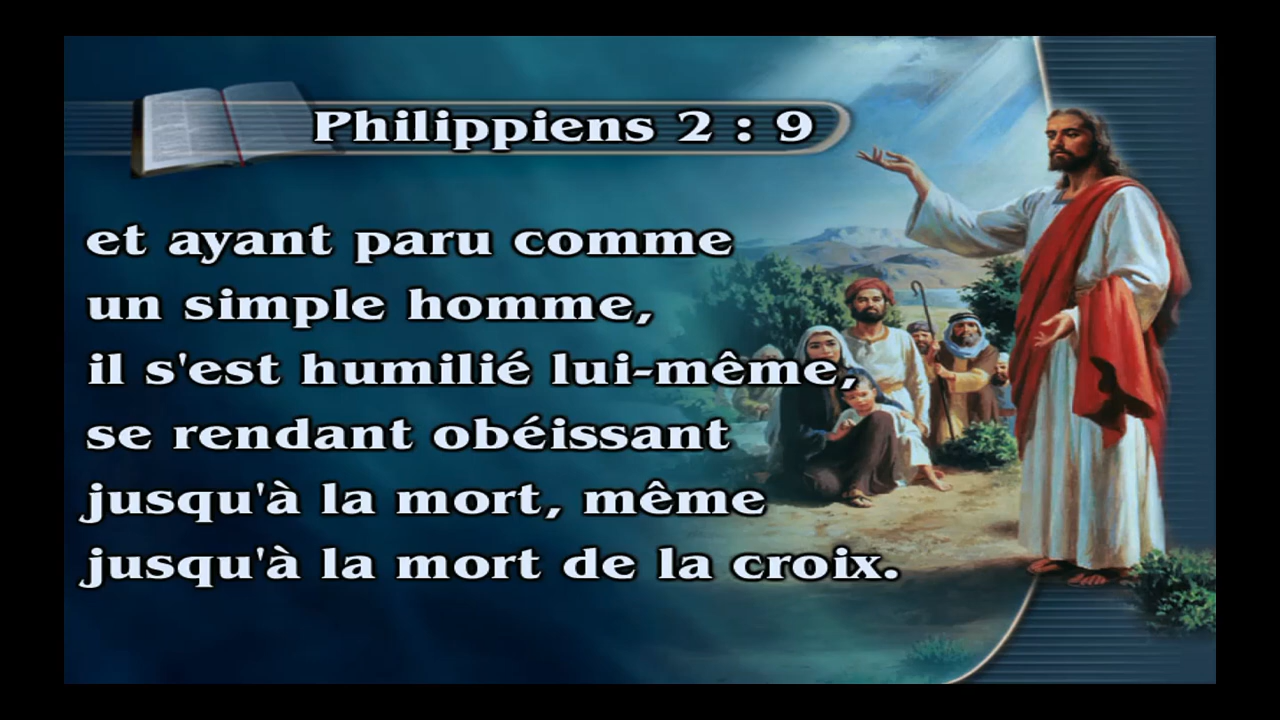 Philippiens 2 : 9
et ayant paru comme
un simple homme,
il s'est humilié lui-même,
se rendant obéissant
jusqu'à la mort, même
jusqu'à la mort de la croix.